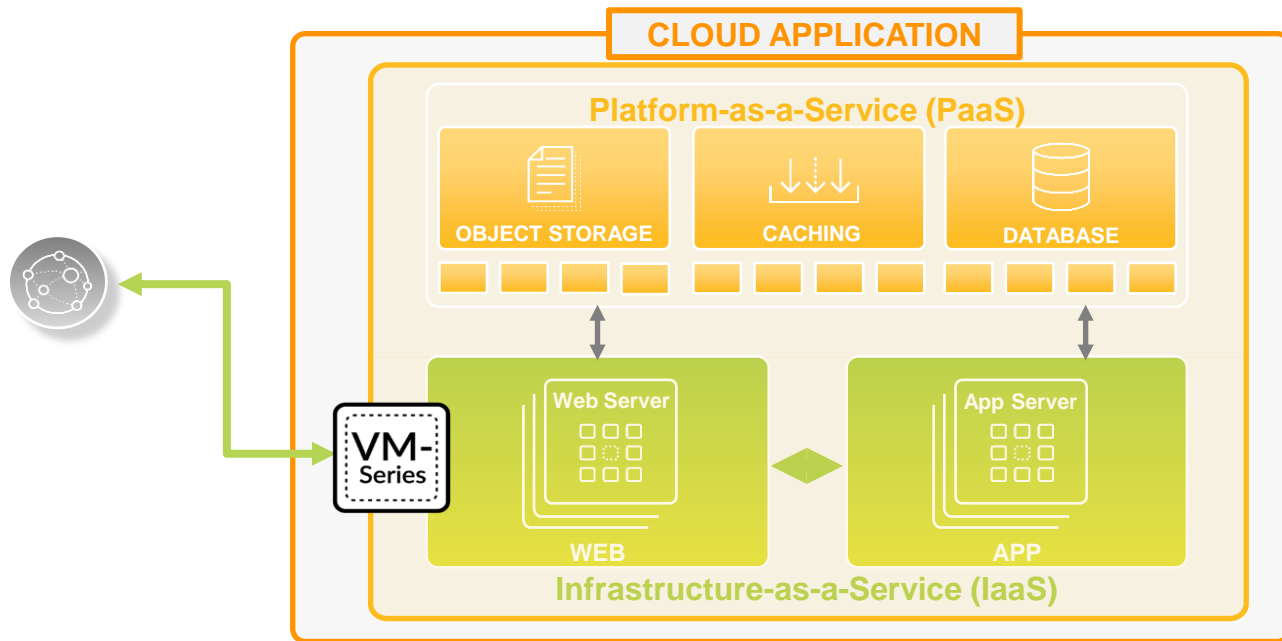 CLOUD APPLICATION
Platform-as-a-Service (PaaS)
OBJECT STORAGE
CACHING
DATABASE
Web Server
App Server
VM-
Series
WEB
APP
Infrastructure-as-a-Service (IaaS)